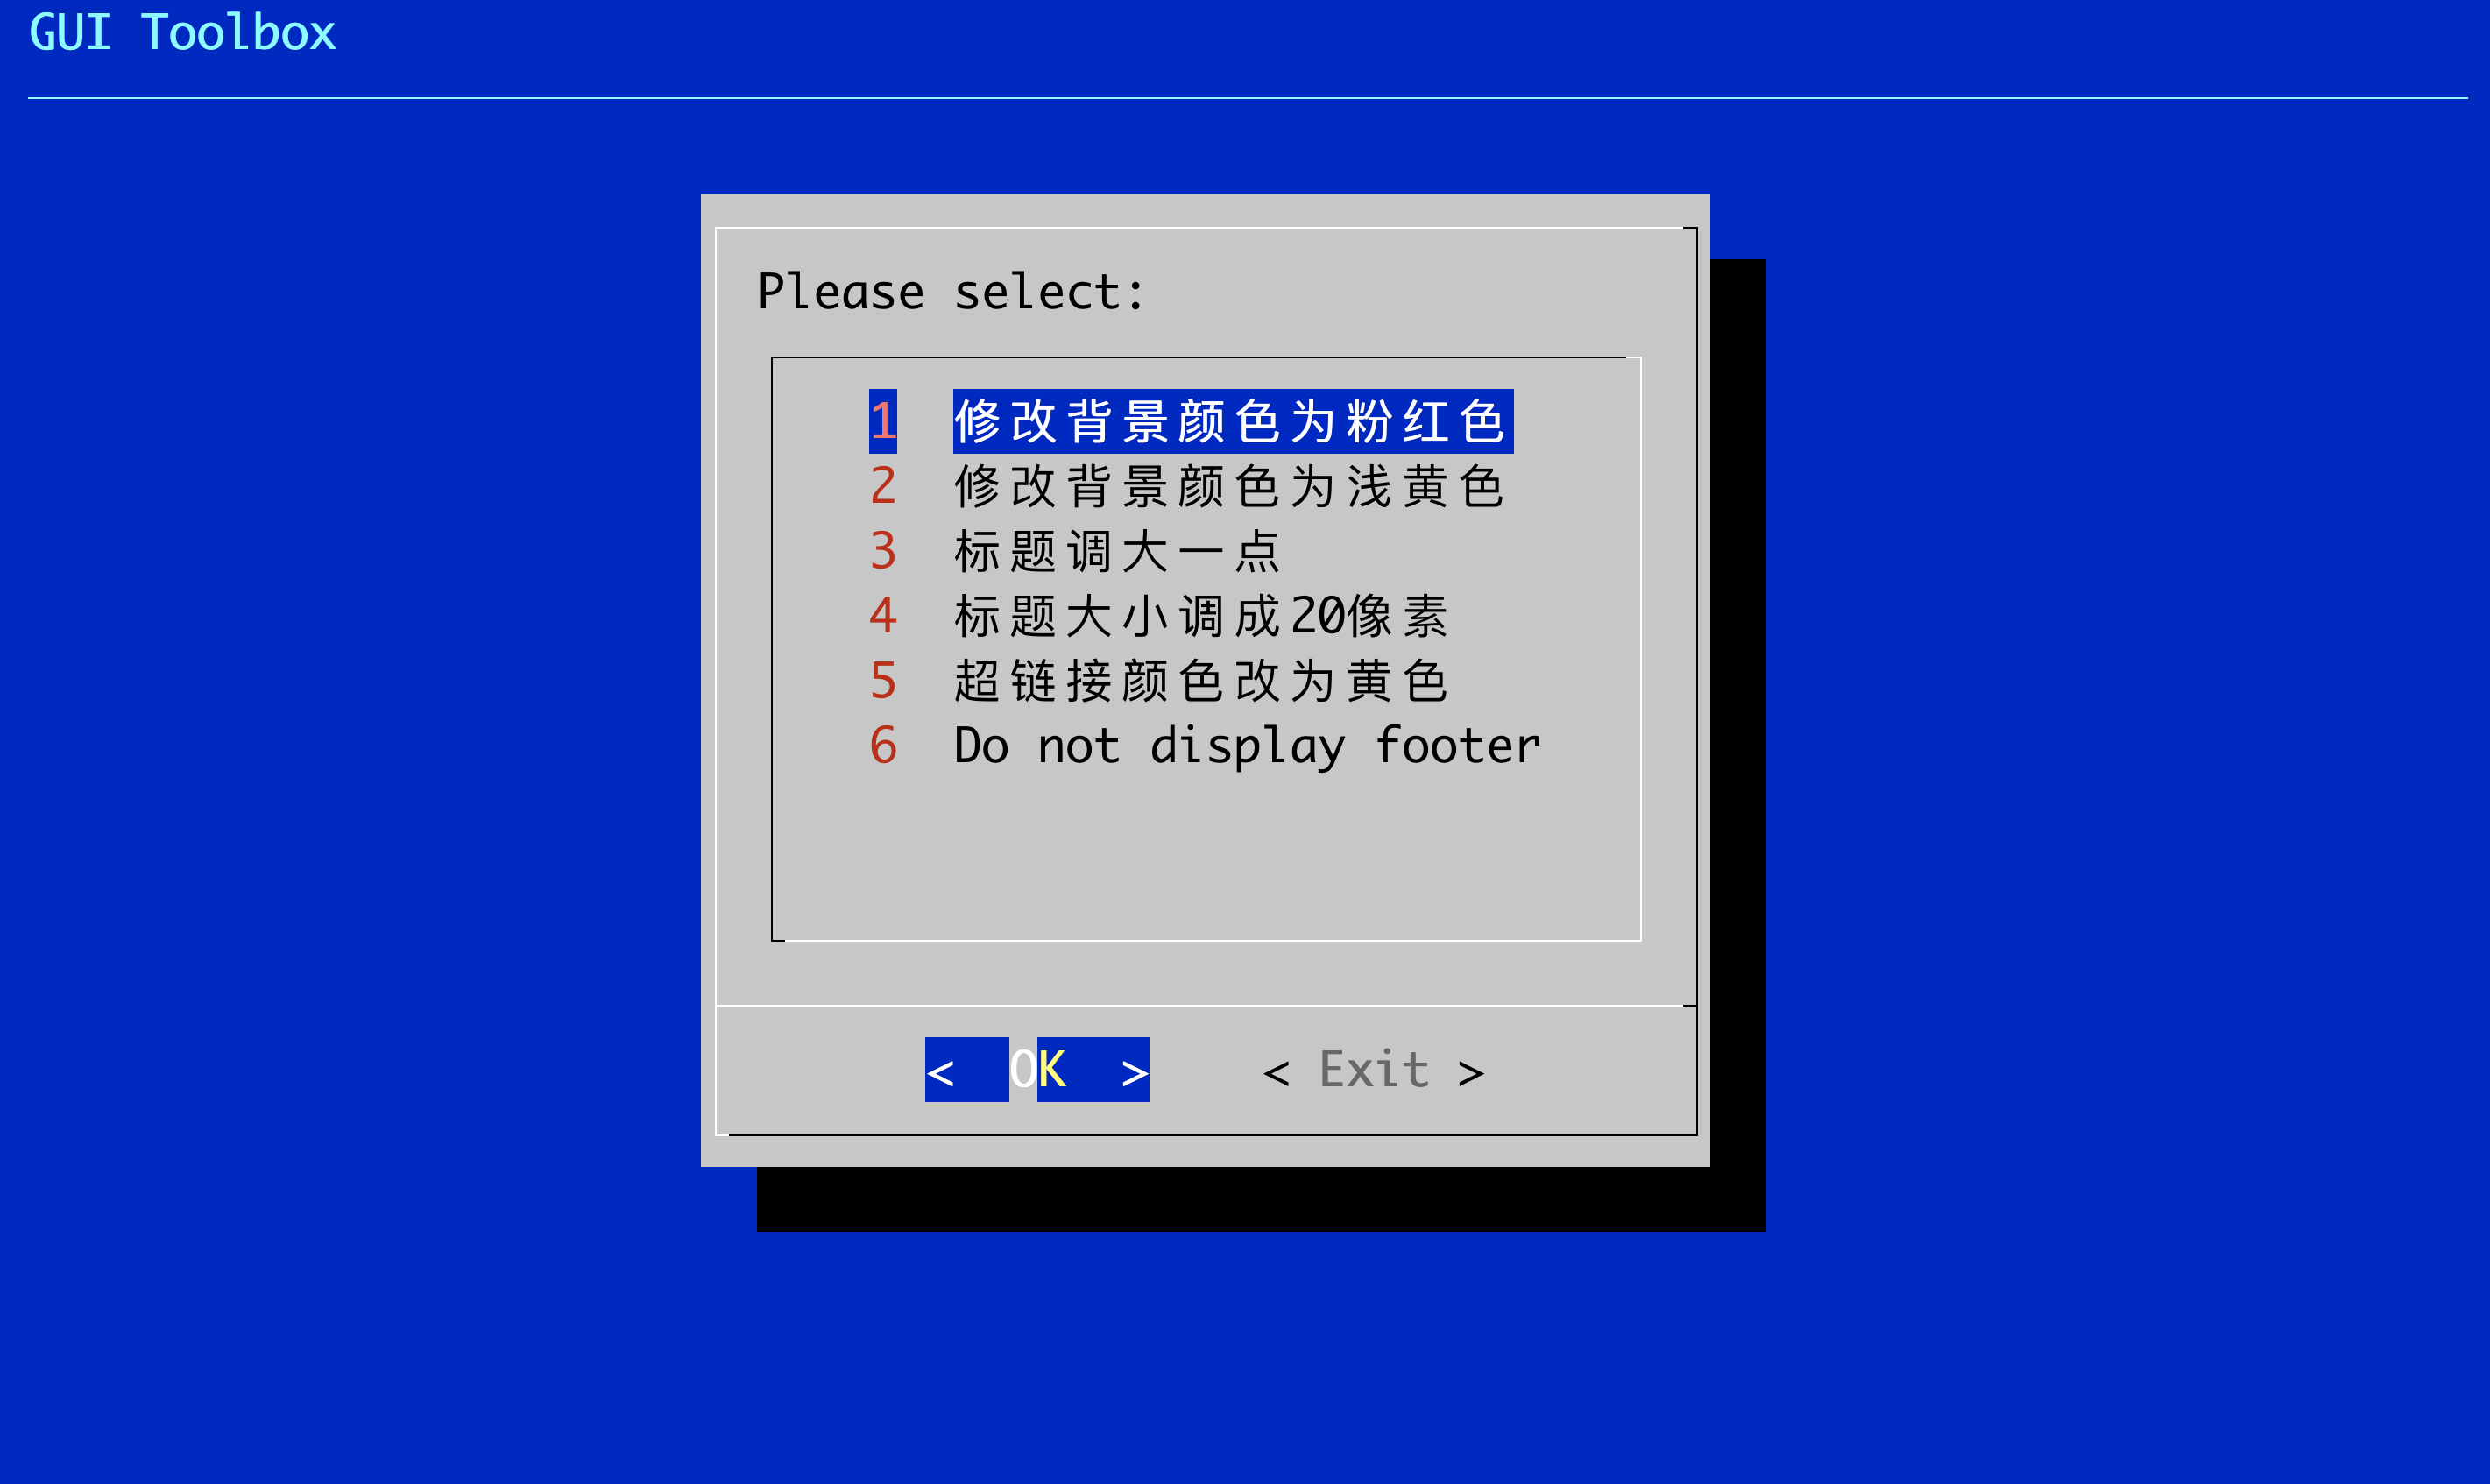 GUI Toolbox
Please select:
1 修改背景颜色为粉红色
2 修改背景颜色为浅黄色
3 标题调大一点
4 标题大小调成20像素
5 超链接颜色改为黄色
6 Do not display footer
< OK > < Exit >